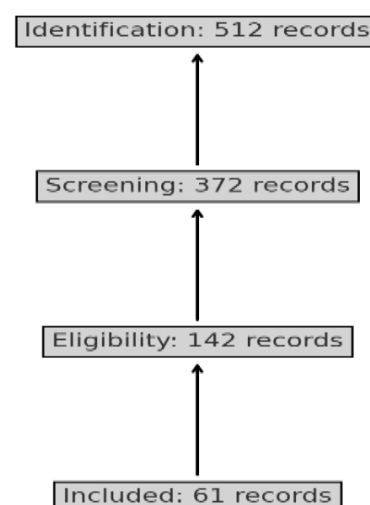 Identification: 512 records
Screening: 372 records
Eligibility: 142 records
Included: 61 records